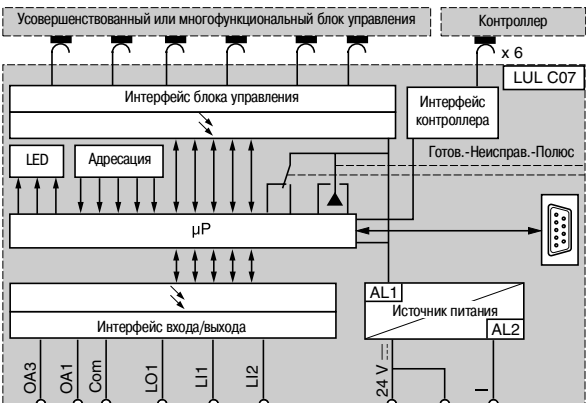 Усовершенствованный или многофункциональный блок управления
Контроллер
x 6
LUL C07
Интерфейс блока управления
Интерфейс
контроллера
LED
Адресация
Готов.-Неисправ.-Полюс
µP
AL1
Источник питания
AL2
Интерфейс входа/выхода
OA3
OA1
Com
LO1
LI1
LI2
24 V
I